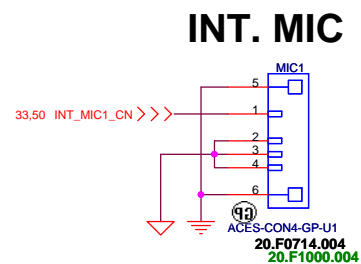 INT. MIC
MIC1
5
33,50 INT_MIC1_CN 1
2
3
4
6
GP
ACES-CON4-GP-U1
20.F0714.004
20.F1000.004